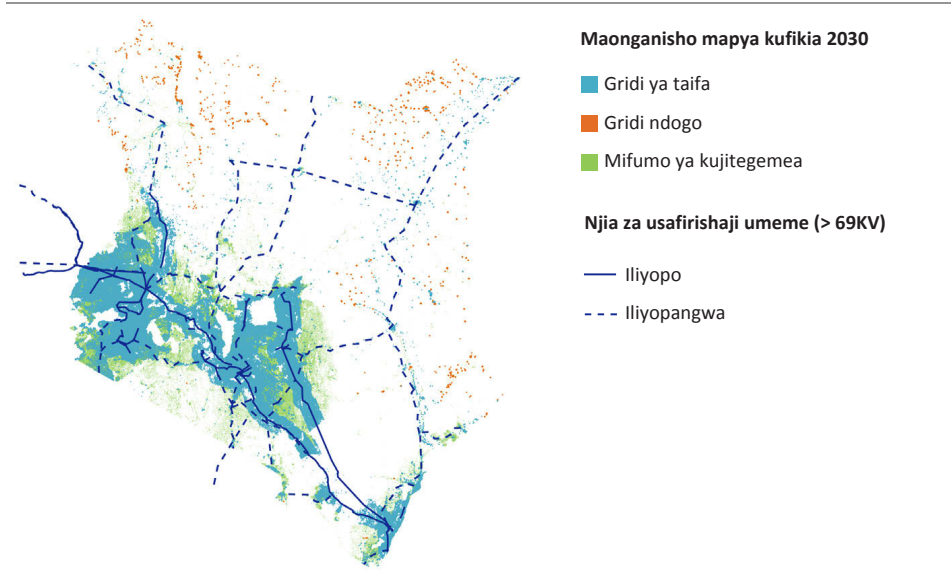 Maonganisho mapya kufikia 2030
Gridi ya taifa
Gridi ndogo
Mifumo ya kujitegemea
Njia za usafirishaji umeme (> 69KV)
Iliyopo
Iliyopangwa